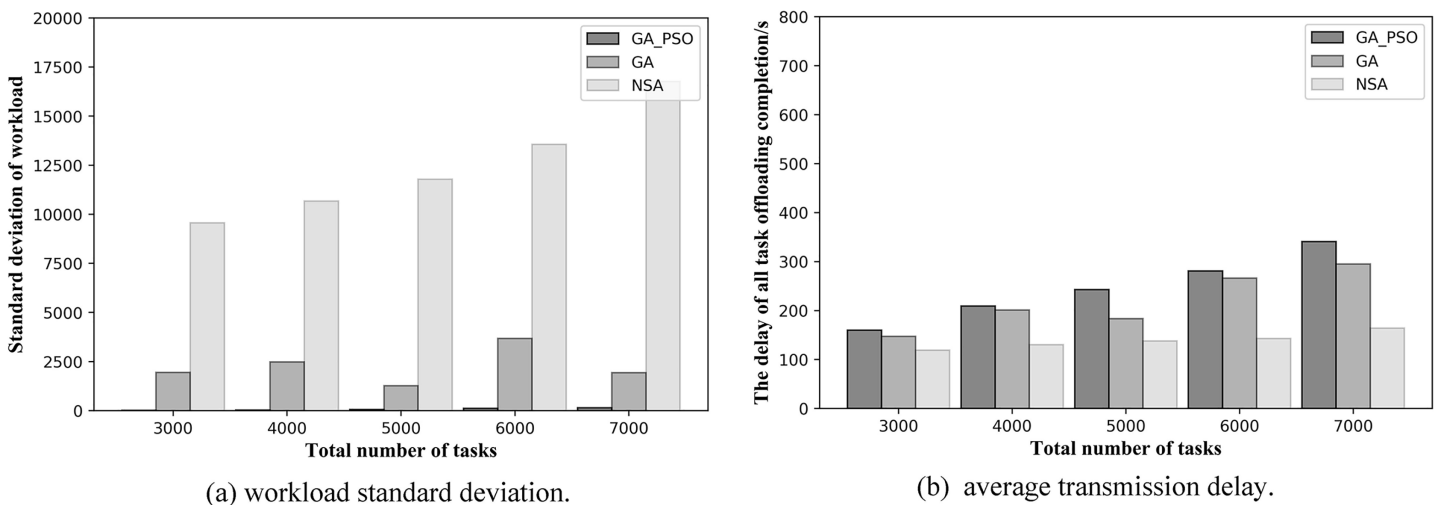 Standard deviation of workload
20000
17500
15000
12500
10000
7500
5000
2500
0
GA_PSO
GA
NSA
3000 4000 5000 6000 7000
Total number of tasks
(a) workload standard deviation.
The delay of all task offloading completion/s
800
700
600
500
400
300
200
100
0
GA_PSO
GA
NSA
3000 4000 5000 6000 7000
Total number of tasks
(b) average transmission delay.